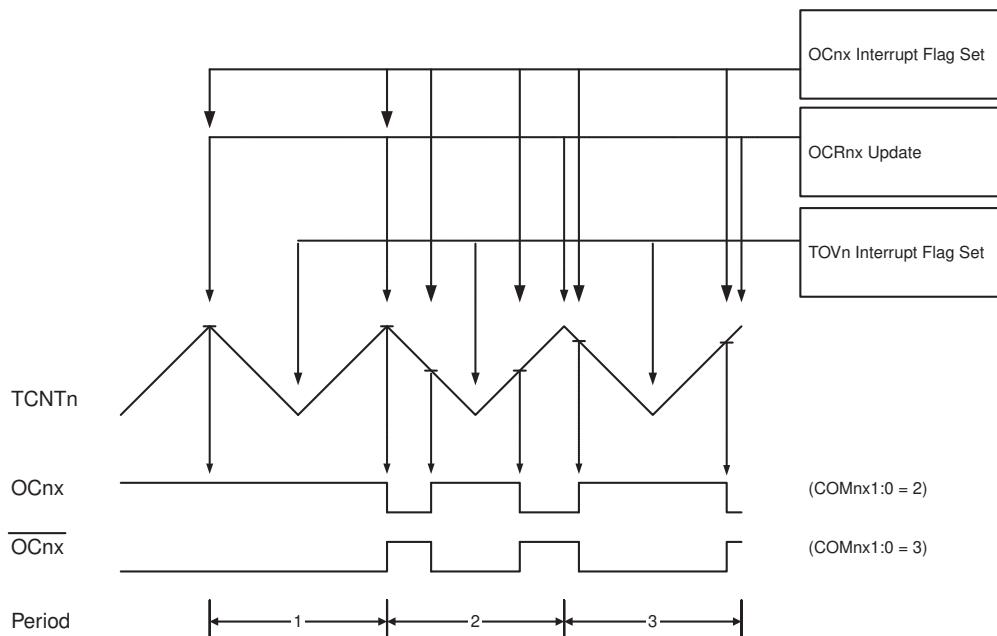 OCnx Interrupt Flag Set
OCRnx Update
TOVn Interrupt Flag Set
TCNTn
OCnx
(COMnx1:0 = 2)
OCnx
(COMnx1:0 = 3)
Period
1
2
3